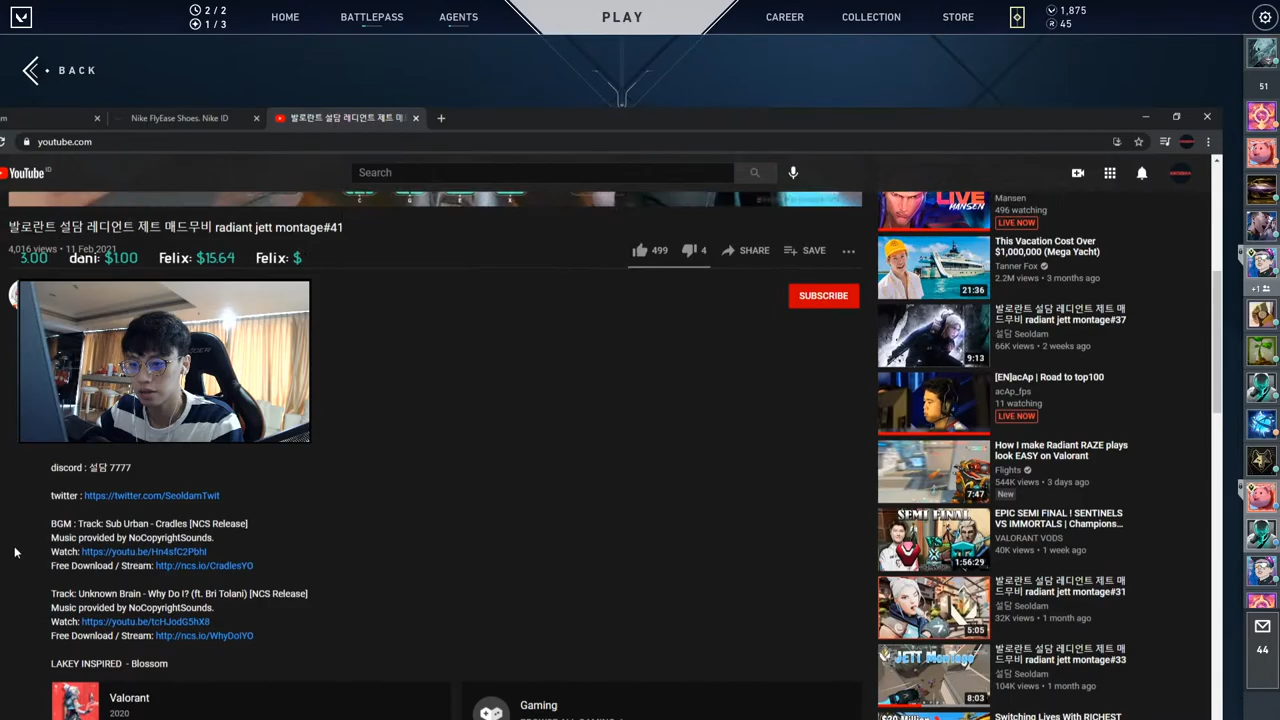 2 / 2
1 / 3
HOME
BATTLEPASS
AGENTS
PLAY
CAREER
COLLECTION
STORE
1,875
45
BACK
51
Nike FlyEase Shoes. Nike ID
발로란트 설담 레디언트 제트 매
youtube.com
YouTube ID
Search
발로란트 설담 레디언트 제트 매드무비 radiant jett montage#41
4,016 views • 11 Feb 2021
3.00 dani: $1.00 Felix: $15.64 Felix: $
499
4
SHARE
SAVE
SUBSCRIBE
discord : 설담 7777
twitter : https://twitter.com/SeoldamTwit
BGM : Track: Sub Urban - Cradles [NCS Release]
Music provided by NoCopyrightSounds.
Watch: https://youtu.be/Hn4sfC2PbhI
Free Download / Stream: http://ncs.io/CradlesYO
Track: Unknown Brain - Why Do I? (ft. Bri Tolani) [NCS Release]
Music provided by NoCopyrightSounds.
Watch: https://youtu.be/tcHJodG5hX8
Free Download / Stream: http://ncs.io/WhyDoIYO
LAKEY INSPIRED - Blossom
Valorant
2020
Gaming
LIVE
HANSEN
Mansen
496 watching
LIVE NOW
This Vacation Cost Over
$1,000,000 (Mega Yacht)
Tanner Fox
2.2M views • 3 months ago
21:36
발로란트 설담 레디언트 제트 매
드무비 radiant jett montage#37
설담 Seoldam
66K views • 2 weeks ago
9:13
[EN]acAp | Road to top100
acAp_fps
11 watching
LIVE NOW
How I make Radiant RAZE plays
look EASY on Valorant
Flights
544K views • 3 days ago
New
7:47
SEMI FINAL
EPIC SEMI FINAL ! SENTINELS
VS IMMORTALS | Champions...
VALORANT VODS
40K views • 1 week ago
1:56:29
발로란트 설담 레디언트 제트 매
드무비 radiant jett montage#31
설담 Seoldam
32K views • 1 month ago
5:05
JETT Montage
발로란트 설담 레디언트 제트 매
드무비 radiant jett montage#33
설담 Seoldam
104K views • 1 month ago
8:03
Switching Lives With RICHEST
+1
44